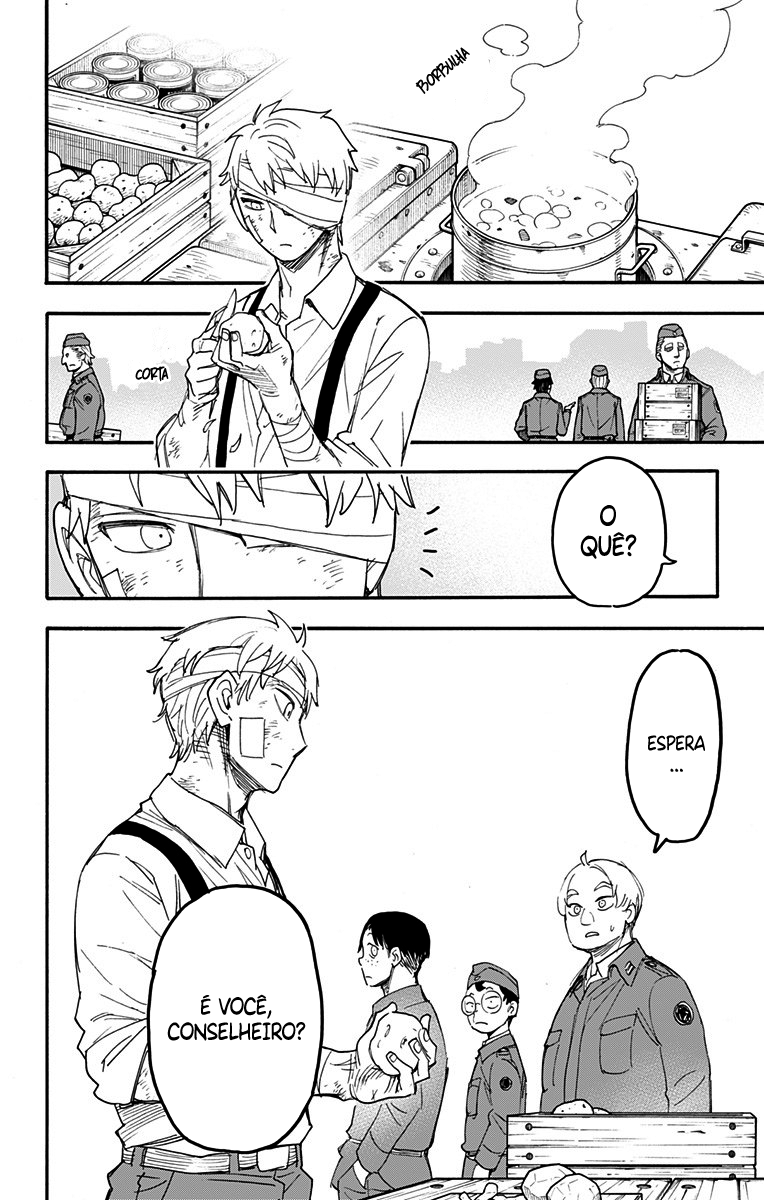 BORBULHA
CORTA
O
QUÊ?
ESPERA
...
É VOCÊ,
CONSELHEIRO?